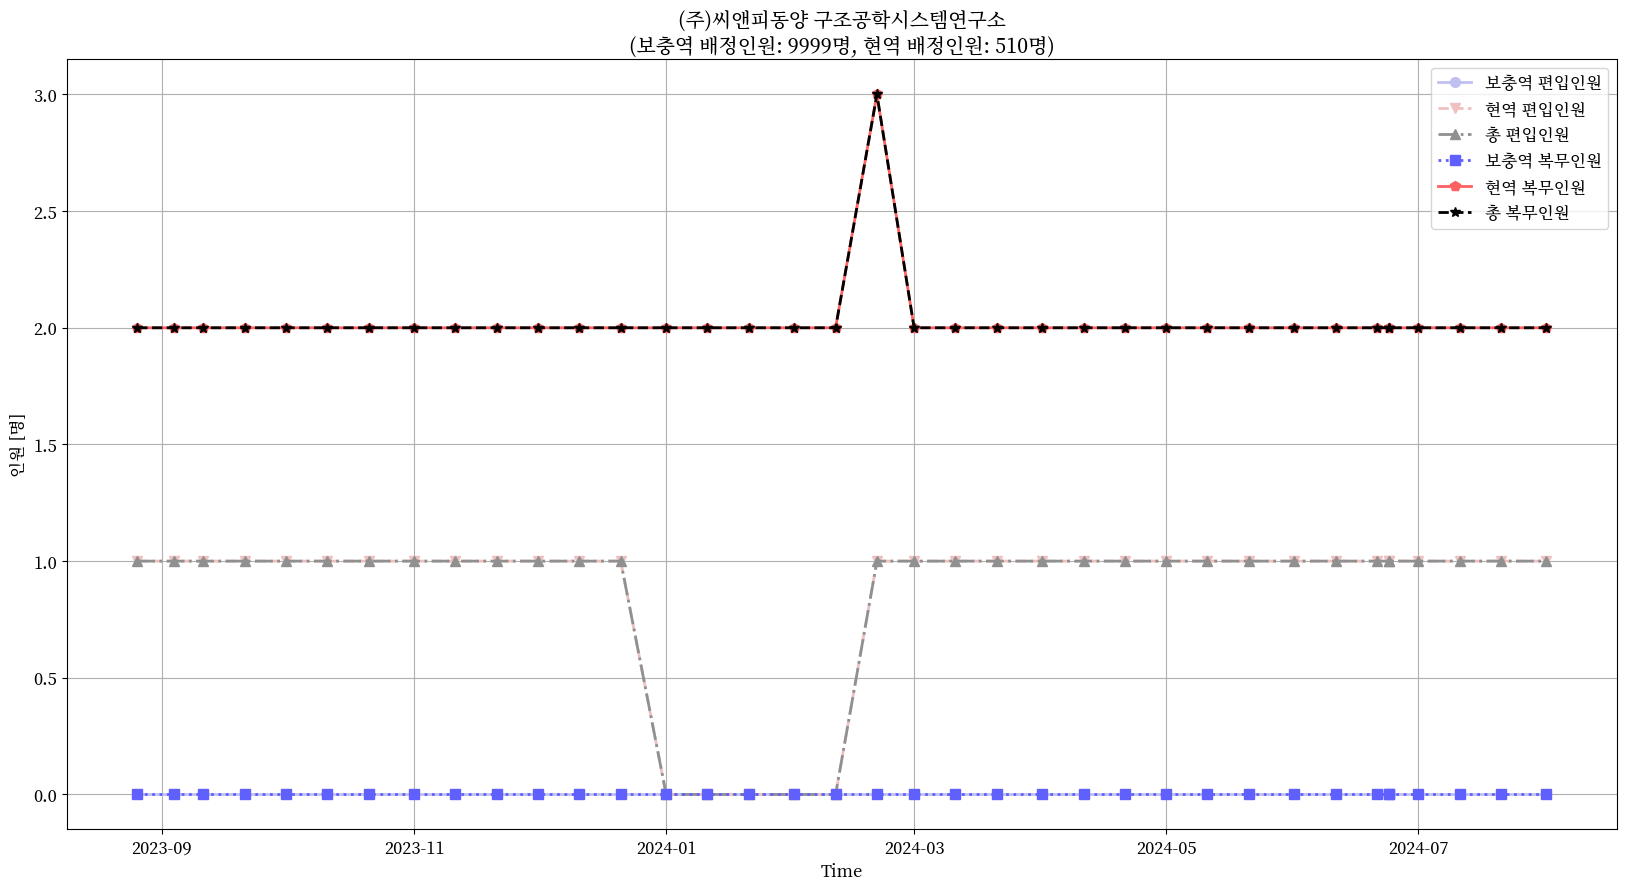 (주)씨앤피동양 구조공학시스템연구소
(보충역 배정인원: 9999명, 현역 배정인원: 510명)
보충역 편입인원
현역 편입인원
총 편입인원
보충역 복무인원
현역 복무인원
총 복무인원
인원 [명]
3.0
2.5
2.0
1.5
1.0
0.5
0.0
2023-09
2023-11
2024-01
2024-03
2024-05
2024-07
Time